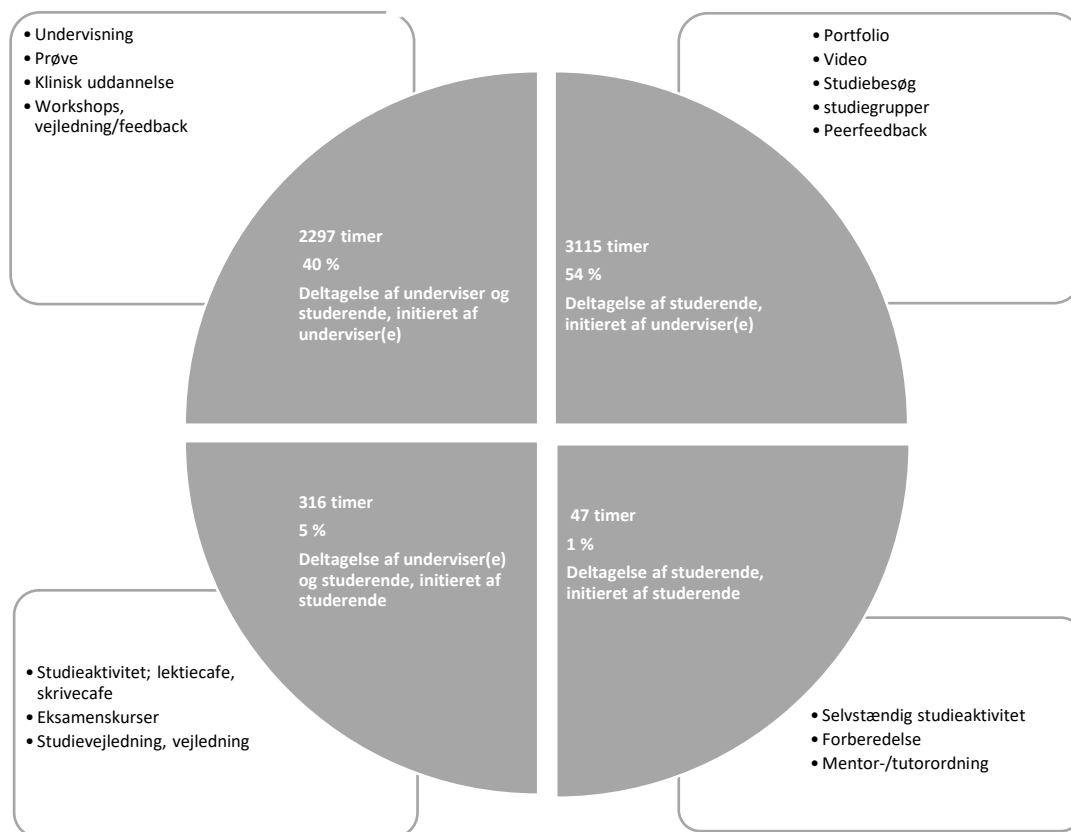 • Undervisning
• Prøve
• Klinisk uddannelse
• Workshops,
vejledning/feedback
• Portfolio
• Video
• Studiebesøg
• studiegrupper
• Peerfeedback
2297 timer
40 %
Deltagelse af underviser og
studerende, initieret af
underviser(e)
3115 timer
54 %
Deltagelse af studerende,
initieret af underviser(e)
316 timer
5 %
Deltagelse af underviser(e)
og studerende, initieret af
studerende
47 timer
1 %
Deltagelse af studerende,
initieret af studerende
• Studieaktivitet; lektiecafe,
skrivecafe
• Eksamenskurser
• Studievejledning, vejledning
• Selvstændig studieaktivitet
• Forberedelse
• Mentor-/tutorordning